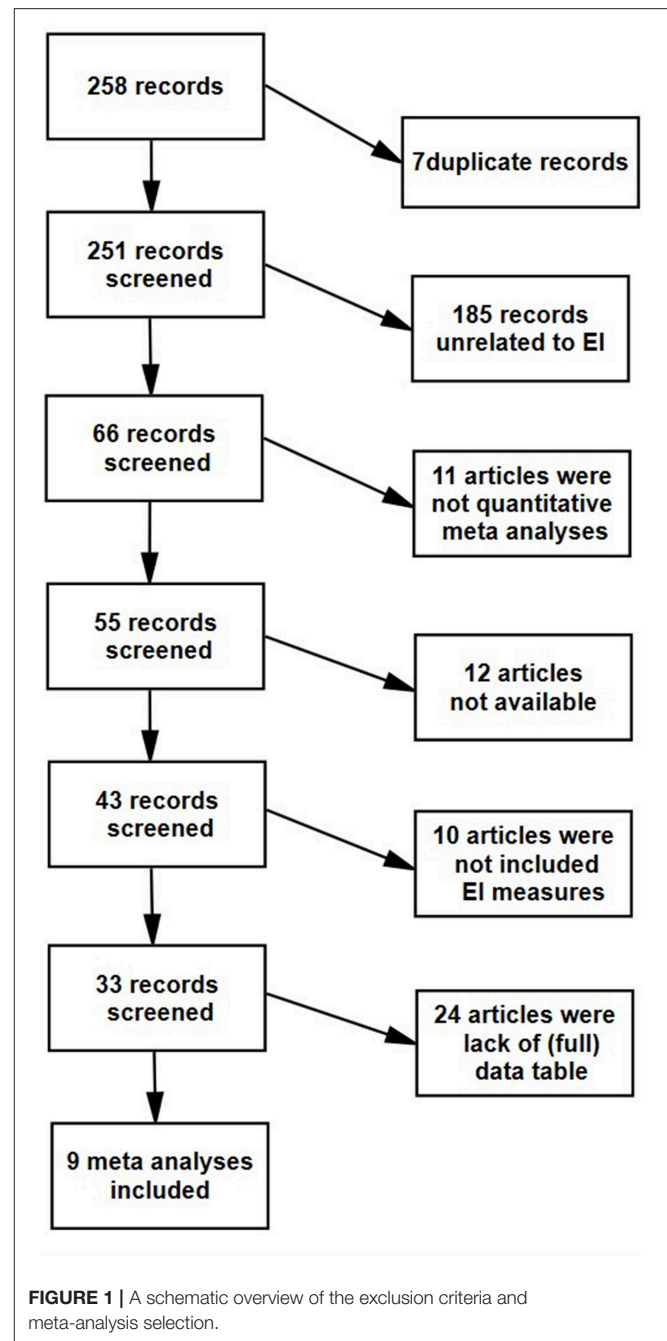 258 records
7duplicate records
251 records
screened
185 records
unrelated to EI
66 records
screened
11 articles were
not quantitative
meta analyses
55 records
screened
12 articles
not available
43 records
screened
10 articles were
not included
EI measures
33 records
screened
24 articles were
lack of (full)
data table
9 meta analyses
included
FIGURE 1 | A schematic overview of the exclusion criteria and
meta-analysis selection.